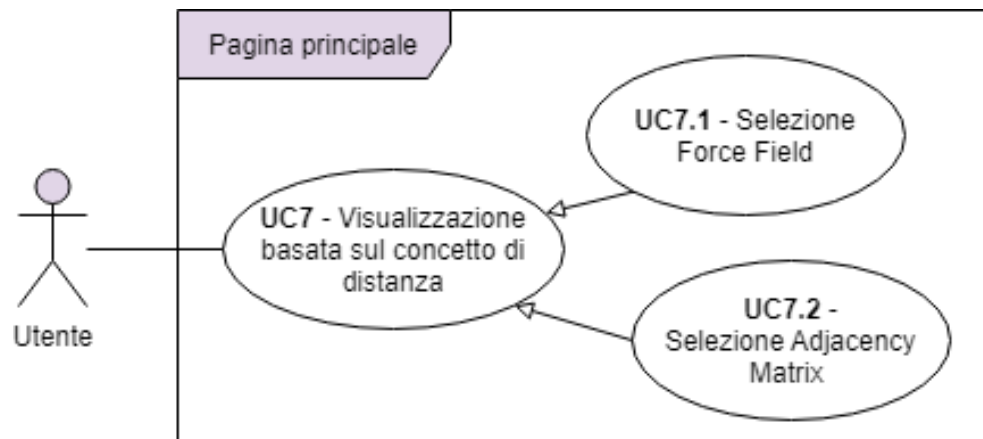 Pagina principale
UC7.1 - Selezione
Force Field
UC7 - Visualizzazione
basata sul concetto di
distanza
UC7.2 -
Selezione Adjacency
Matrix
Utente